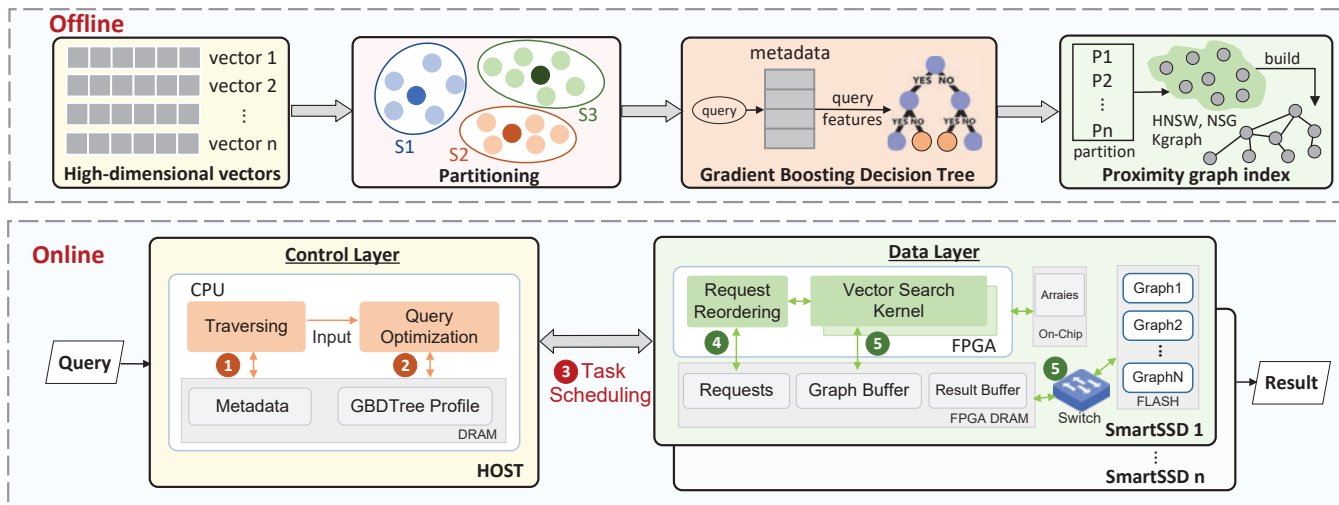 Offline
vector 1
vector 2
⋮
vector n
High-dimensional vectors
S1
S2
S3
Partitioning
metadata
query
query
features
YES NO
YES NO
YES NO
Gradient Boosting Decision Tree
P1
P2
⋮
Pn
partition
HNSW, NSG
Kgraph
build
Proximity graph index
Online
Query
Control Layer
CPU
Traversing
Input
Query
Optimization
1
2
Metadata
GBDTree Profile
DRAM
HOST
3 Task
Scheduling
Data Layer
Request
Reordering
Vector Search
Kernel
4
5
FPGA
Arraies
On-Chip
Requests
Graph Buffer
Result Buffer
FPGA DRAM
5
Switch
Graph1
Graph2
⋮
GraphN
FLASH
SmartSSD 1
⋮
SmartSSD n
Result